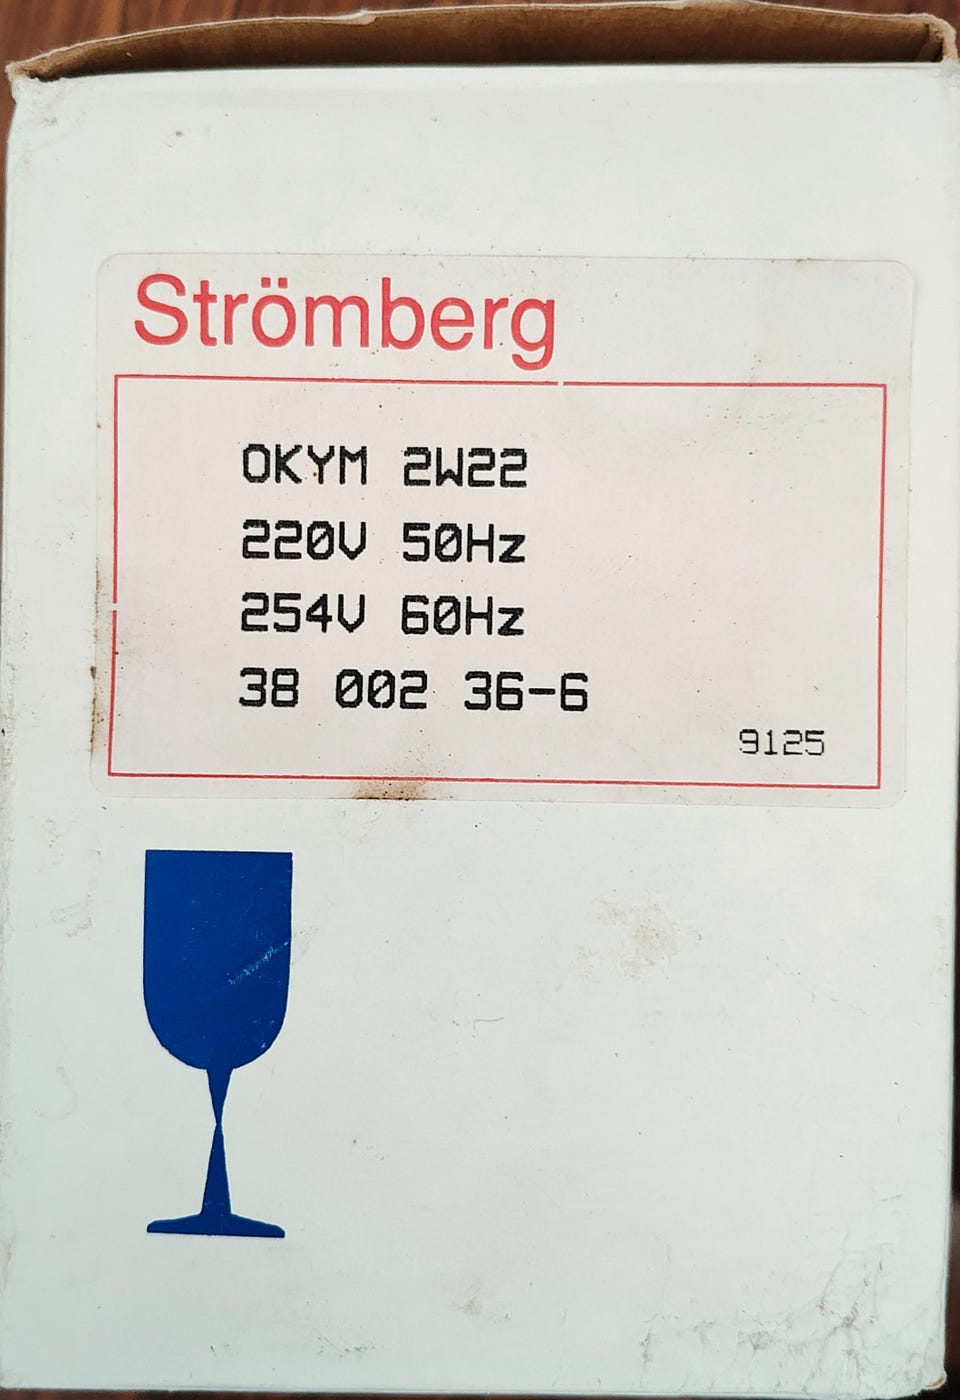 Strömberg
OKYM 2W22
220V 50Hz
254V 60Hz
38 002 36-6
9125